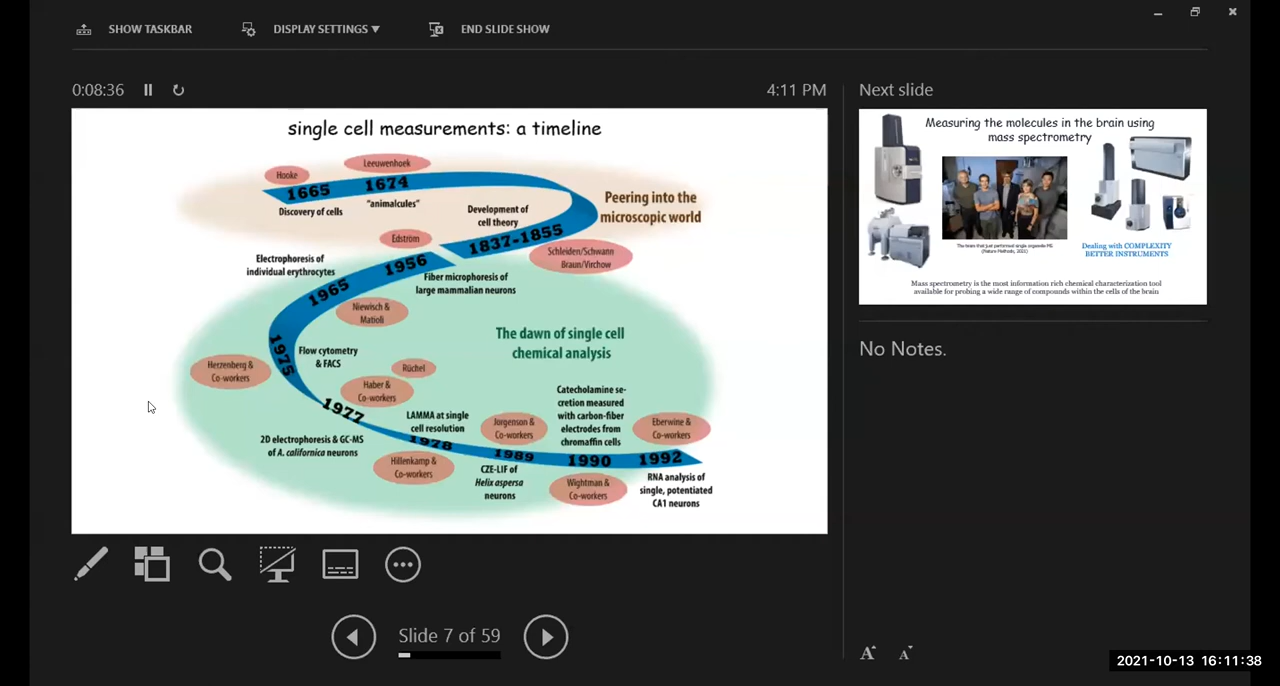 SHOW TASKBAR
DISPLAY SETTINGS ▼
END SLIDE SHOW
0:08:36
4:11 PM
single cell measurements: a timeline
Hooke
Leeuwenhoek
1665
1674
Discovery of cells
"animalcules"
Peering into the
microscopic world
Development of
cell theory
1837-1855
Schleiden/Schwann
Braun/Virchow
Edström
1956
Electrophoresis of
individual erythrocytes
Fiber microphoresis of
large mammalian neurons
1965
Niewisch &
Matioli
The dawn of single cell
chemical analysis
1975
Flow cytometry
& FACS
Herzenberg &
Co-workers
Rüchel
Haber &
Co-workers
1977
2D electrophoresis & GC-MS
of A. californica neurons
LAMMA at single
cell resolution
1978
Hillenkamp &
Co-workers
Jorgenson &
Co-workers
1989
CZE-LIF of
Helix aspersa
neurons
Catecholamine se-
cretion measured
with carbon-fiber
electrodes from
chromaffin cells
1990
Wightman &
Co-workers
Eberwine &
Co-workers
1992
RNA analysis of
single, potentiated
CA1 neurons
Slide 7 of 59
Next slide
Measuring the molecules in the brain using
mass spectrometry
(Nature Methods, 2021)
Dealing with COMPLEXITY
BETTER INSTRUMENTS
Mass spectrometry is the most information rich chemical characterization tool
available for probing a wide range of compounds within the cells of the brain
No Notes.
A A
2021-10-13 16:11:38